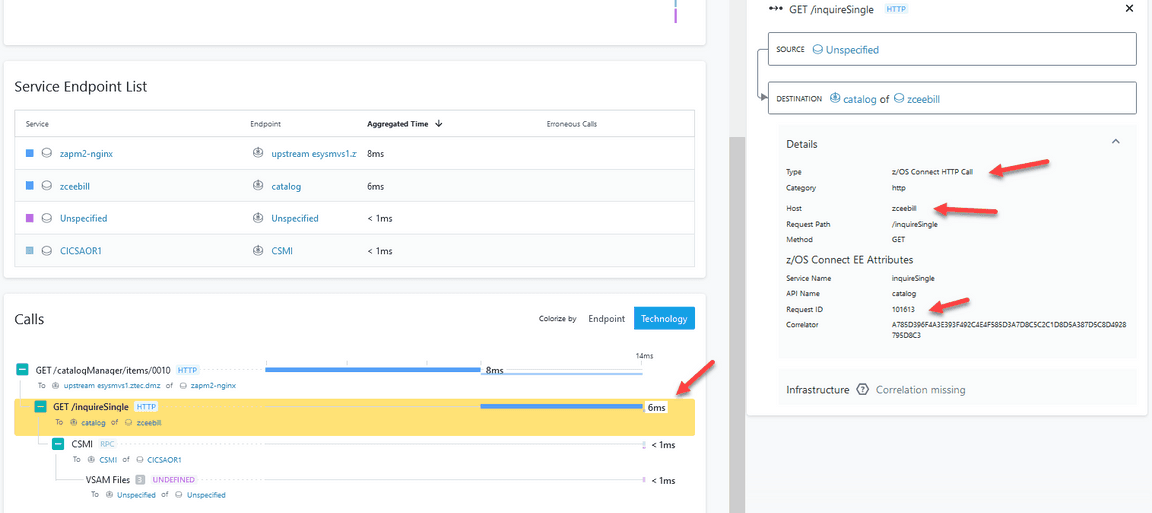 Service Endpoint List
Service Endpoint Aggregated Time Erroneous Calls
zapm2-nginx upstream esysmvs1.z 8ms
zceebill catalog 6ms
Unspecified Unspecified < 1ms
CICSAOR1 CSMI < 1ms
Calls
Colorize by Endpoint Technology
14ms
GET /catalogManager/items/0010 HTTP 8ms
To upstream esysmvs1.ztec.dmz of zapm2-nginx
GET /inquireSingle HTTP 6ms
To catalog of zceebill
CSMI RPC < 1ms
To CSMI of CICSAOR1
VSAM Files 3 UNDEFINED < 1ms
To Unspecified of Unspecified
GET /inquireSingle HTTP
SOURCE Unspecified
DESTINATION catalog of zceebill
Details
Type z/OS Connect HTTP Call
Category http
Host zceebill
Request Path /inquireSingle
Method GET
z/OS Connect EE Attributes
Service Name inquireSingle
API Name catalog
Request ID 101613
Correlator A785D396F4A3E393F492C4E4F585D3A7D8C5C2C1D8D5A387D5C8D4928
795D8C3
Infrastructure ? Correlation missing